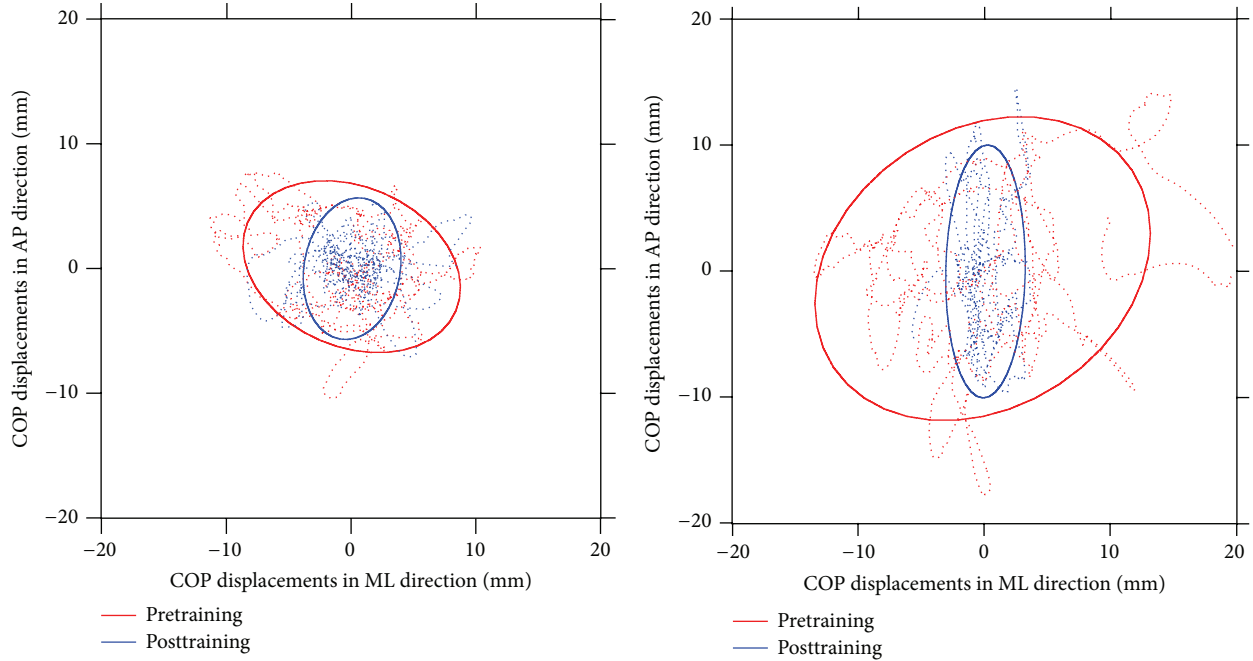 20
10
0
−10
−20
COP displacements in AP direction (mm)
−20 −10 0 10 20
COP displacements in ML direction (mm)
Pretraining
Posttraining
20
10
0
−10
−20
COP displacements in AP direction (mm)
−20 −10 0 10 20
COP displacements in ML direction (mm)
Pretraining
Posttraining